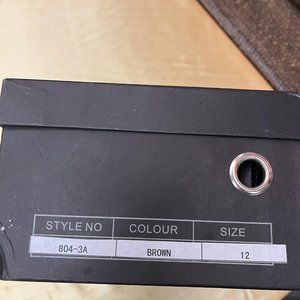 STYLE NO COLOUR SIZE
804-3A BROWN 12